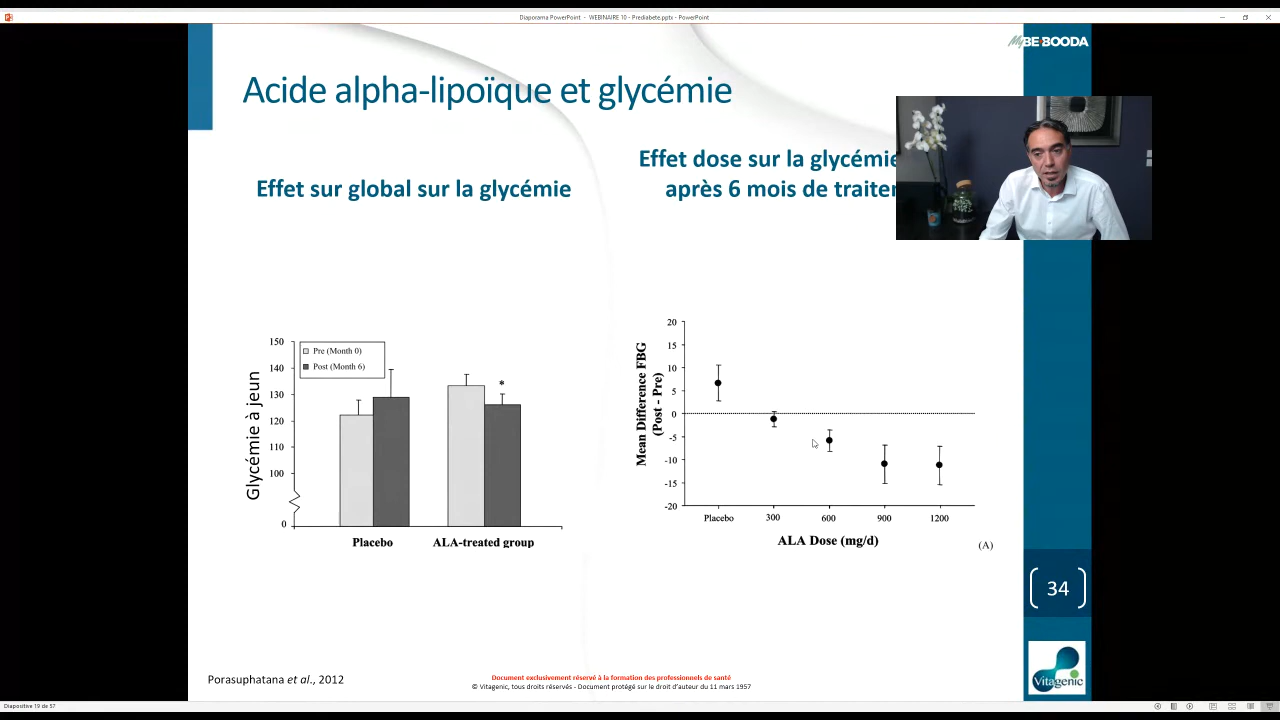 Diaporama PowerPoint - WEBINAIRE 10 - Prediabete.pptx - PowerPoint
MyBE-BOODA
Acide alpha-lipoïque et glycémie
Effet sur global sur la glycémie
Effet dose sur la glycémie
après 6 mois de traite
Glycémie à jeun
150
140
130
120
110
100
0
Pre (Month 0)
Post (Month 6)
*
Placebo
ALA-treated group
Mean Difference FBG
(Post - Pre)
20
15
10
5
0
-5
-10
-15
-20
Placebo
300
600
900
1200
ALA Dose (mg/d)
(A)
34
Vitagenic
Porasuphatana et al., 2012
Document exclusivement réservé à la formation des professionnels de santé
© Vitagenic, tous droits réservés - Document protégé sur le droit d'auteur du 11 mars 1957
Diapositive 19 de 57